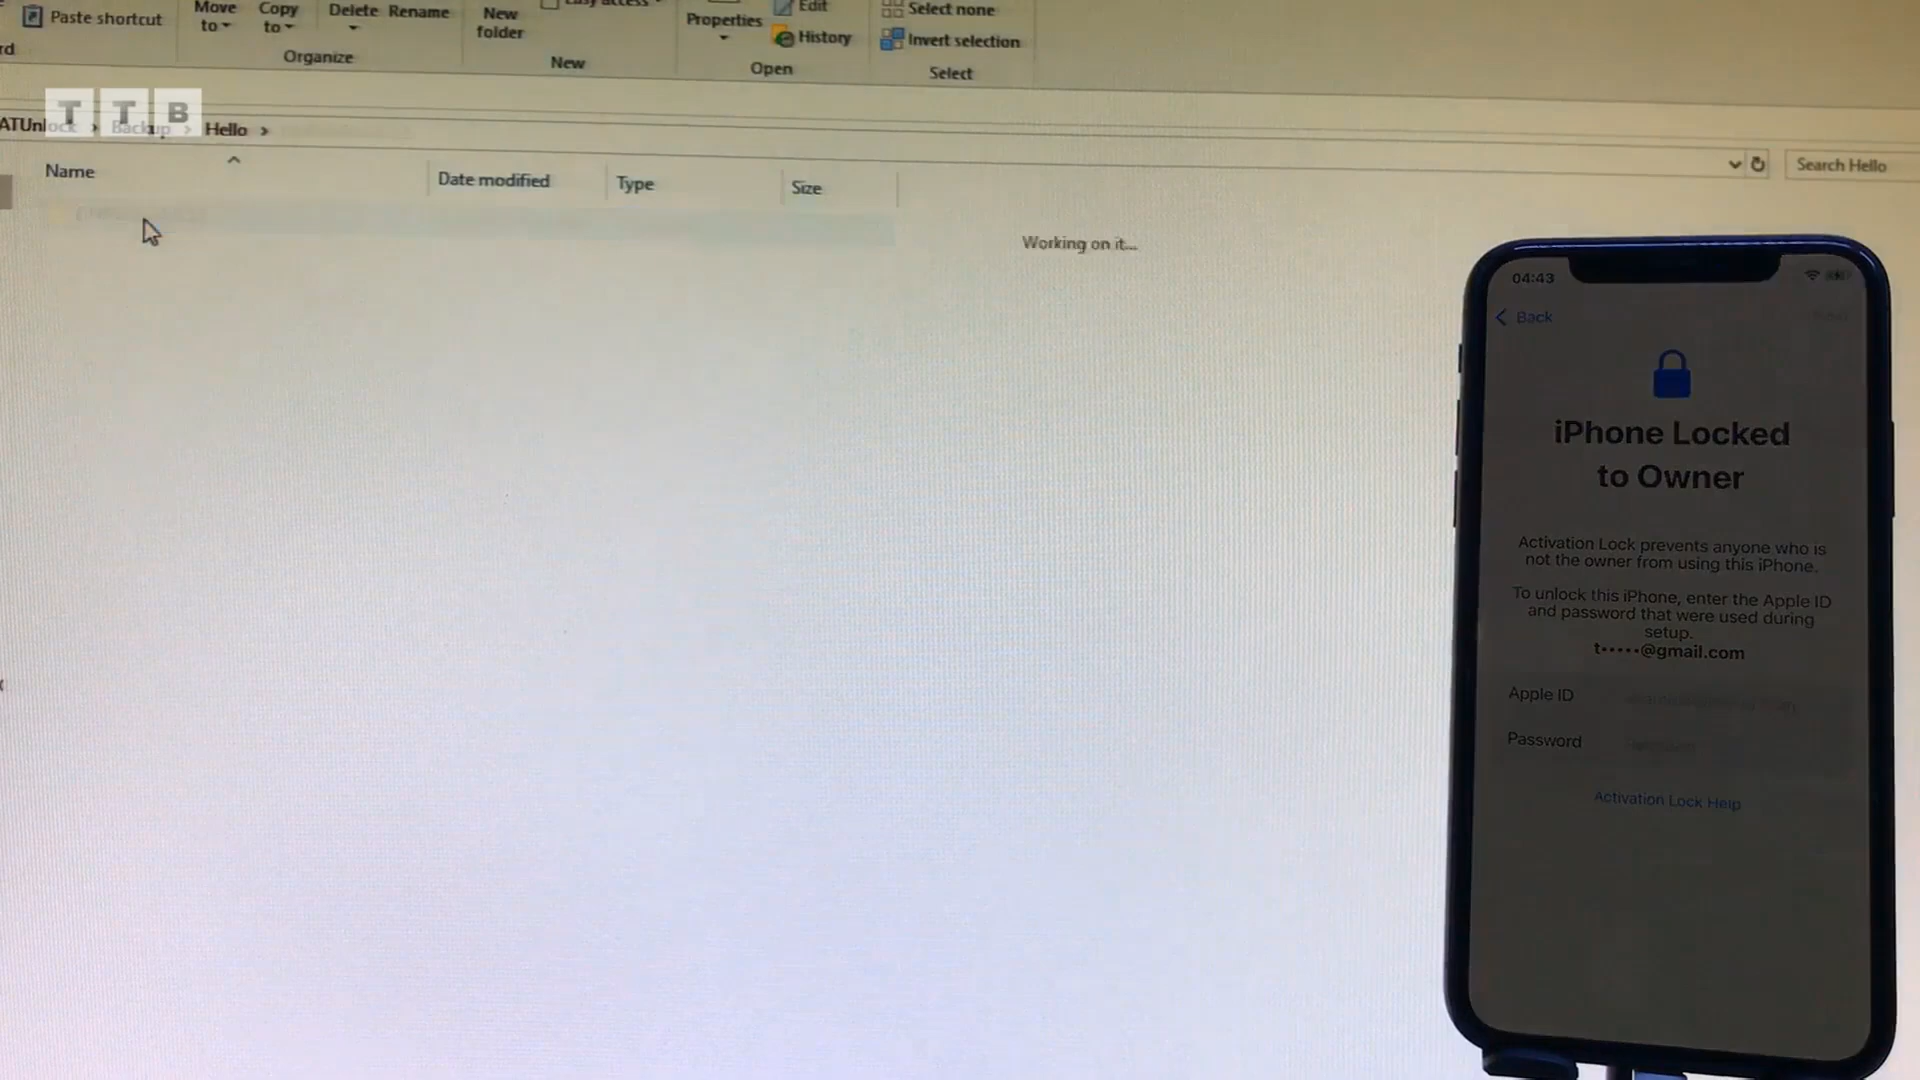 Paste shortcut
Move
to
Copy
to
Delete
Rename
Organize
New
folder
New
Properties
Edit
History
Open
Select none
Invert selection
Select
T T B
Backup
Hello
Search Hello
Name
Date modified
Type
Size
Working on it...
04:43
Back
iPhone Locked
to Owner
Activation Lock prevents anyone who is
not the owner from using this iPhone.
To unlock this iPhone, enter the Apple ID
and password that were used during
setup.
t•••••@gmail.com
Apple ID
Password
Activation Lock Help